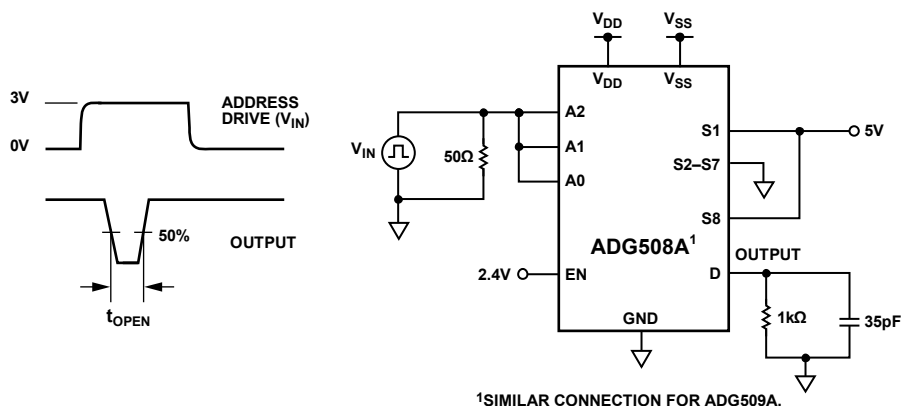 3V
0V
ADDRESS
DRIVE (VIN)
50%
OUTPUT
tOPEN
VDD
VSS
VDD
VSS
VIN
50Ω
A2
A1
A0
S1
5V
S2–S7
S8
ADG508A1
OUTPUT
2.4V
EN
D
GND
1kΩ
35pF
1SIMILAR CONNECTION FOR ADG509A.